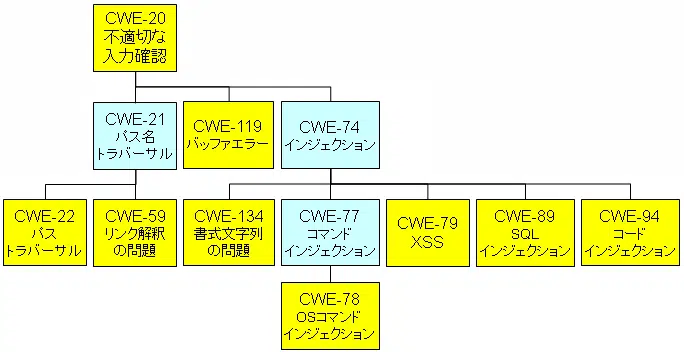 CWE-20
不適切な
入力確認
CWE-21
パス名
トラバーサル
CWE-119
バッファエラー
CWE-74
インジェクション
CWE-22
パス
トラバーサル
CWE-59
リンク解釈
の問題
CWE-134
書式文字列
の問題
CWE-77
コマンド
インジェクション
CWE-79
XSS
CWE-89
SQL
インジェクション
CWE-94
コード
インジェクション
CWE-78
OSコマンド
インジェクション